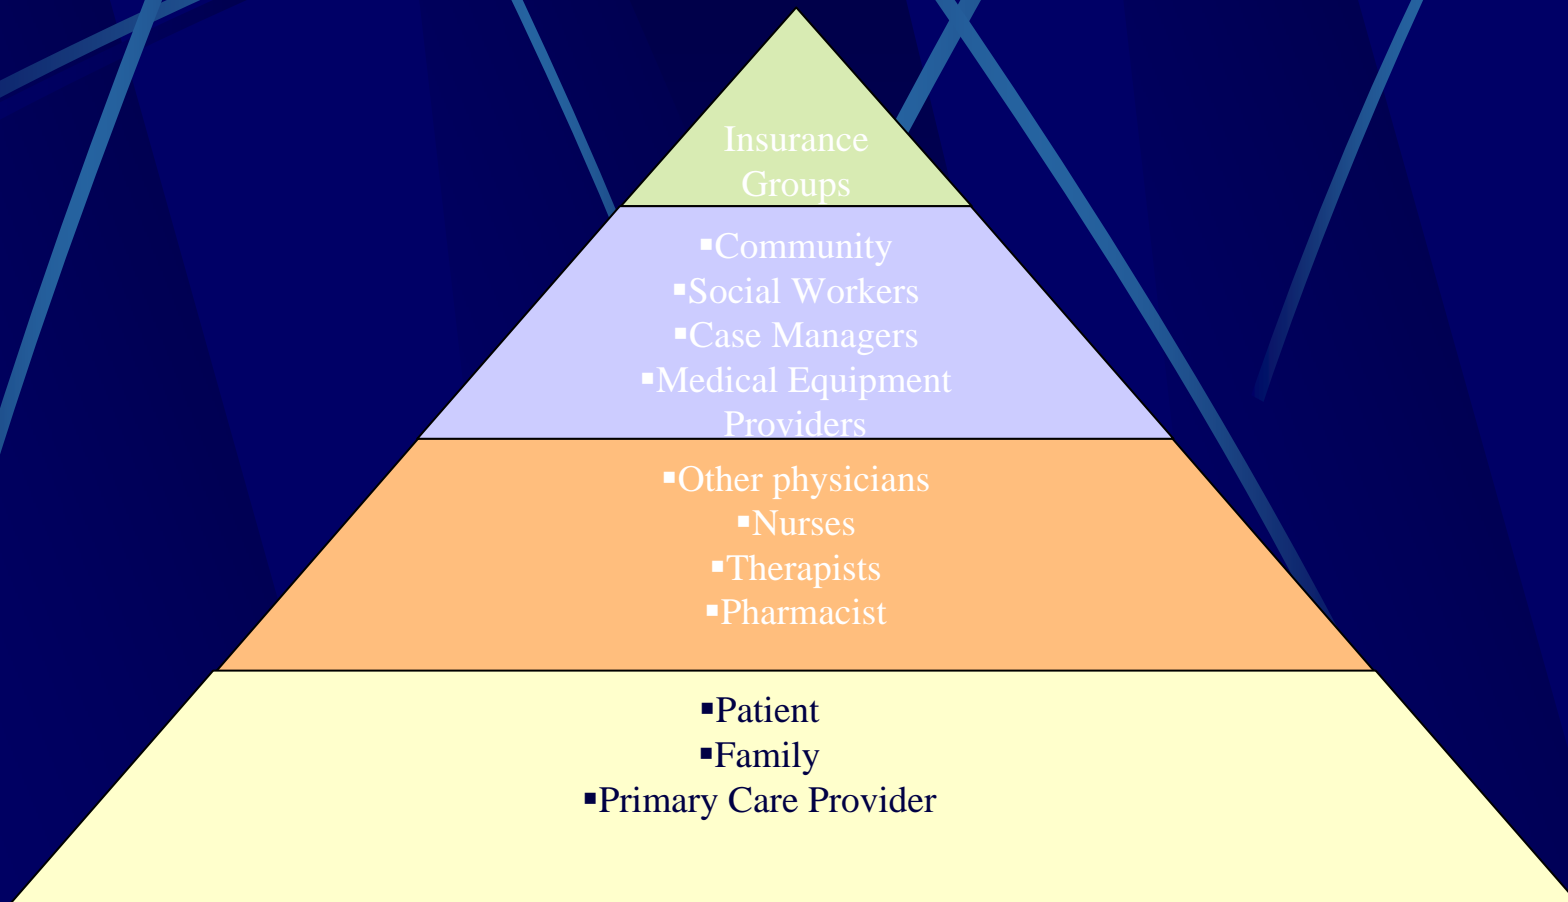 Insurance
Groups
▪Community
▪Social Workers
▪Case Managers
▪Medical Equipment
Providers
▪Other physicians
▪Nurses
▪Therapists
▪Pharmacist
▪Patient
▪Family
▪Primary Care Provider